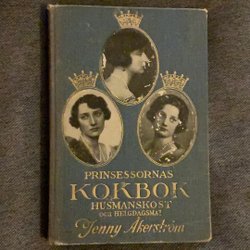 PRINSESSORNAS
KOKBOK
HUSMANSKOST
OCH HELGDAGSMAT
Jenny Åkerström